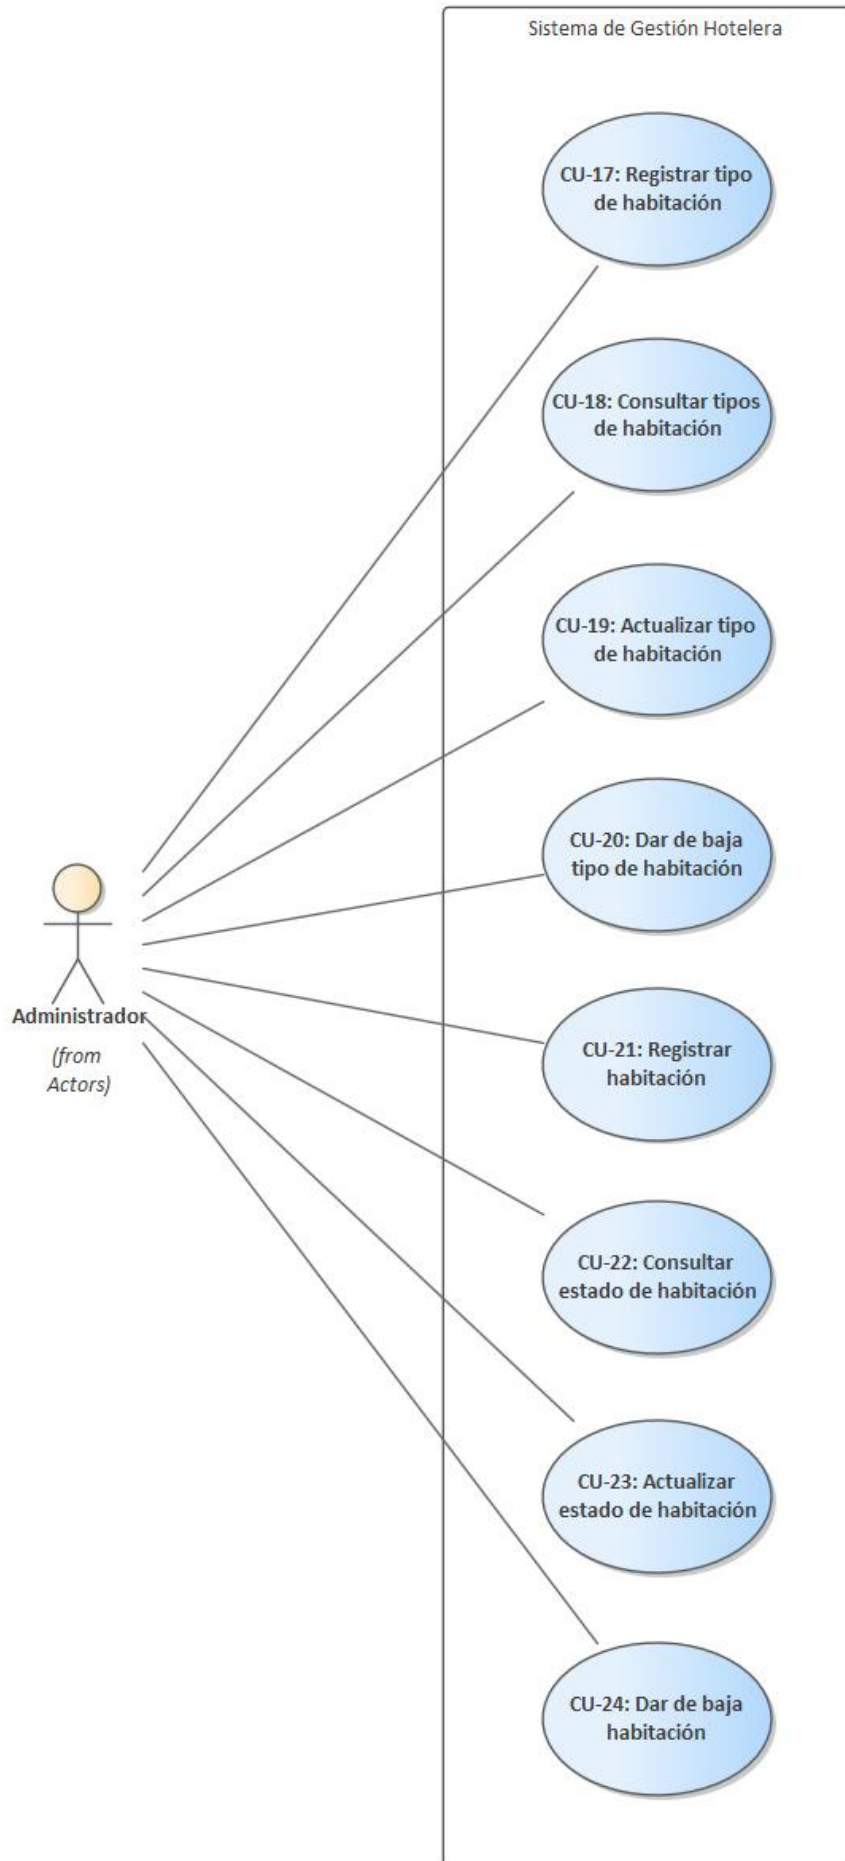 Sistema de Gestión Hotelera
CU-17: Registrar tipo
de habitación
CU-18: Consultar tipos
de habitación
CU-19: Actualizar tipo
de habitación
CU-20: Dar de baja
tipo de habitación
Administrador
(from
Actors)
CU-21: Registrar
habitación
CU-22: Consultar
estado de habitación
CU-23: Actualizar
estado de habitación
CU-24: Dar de baja
habitación